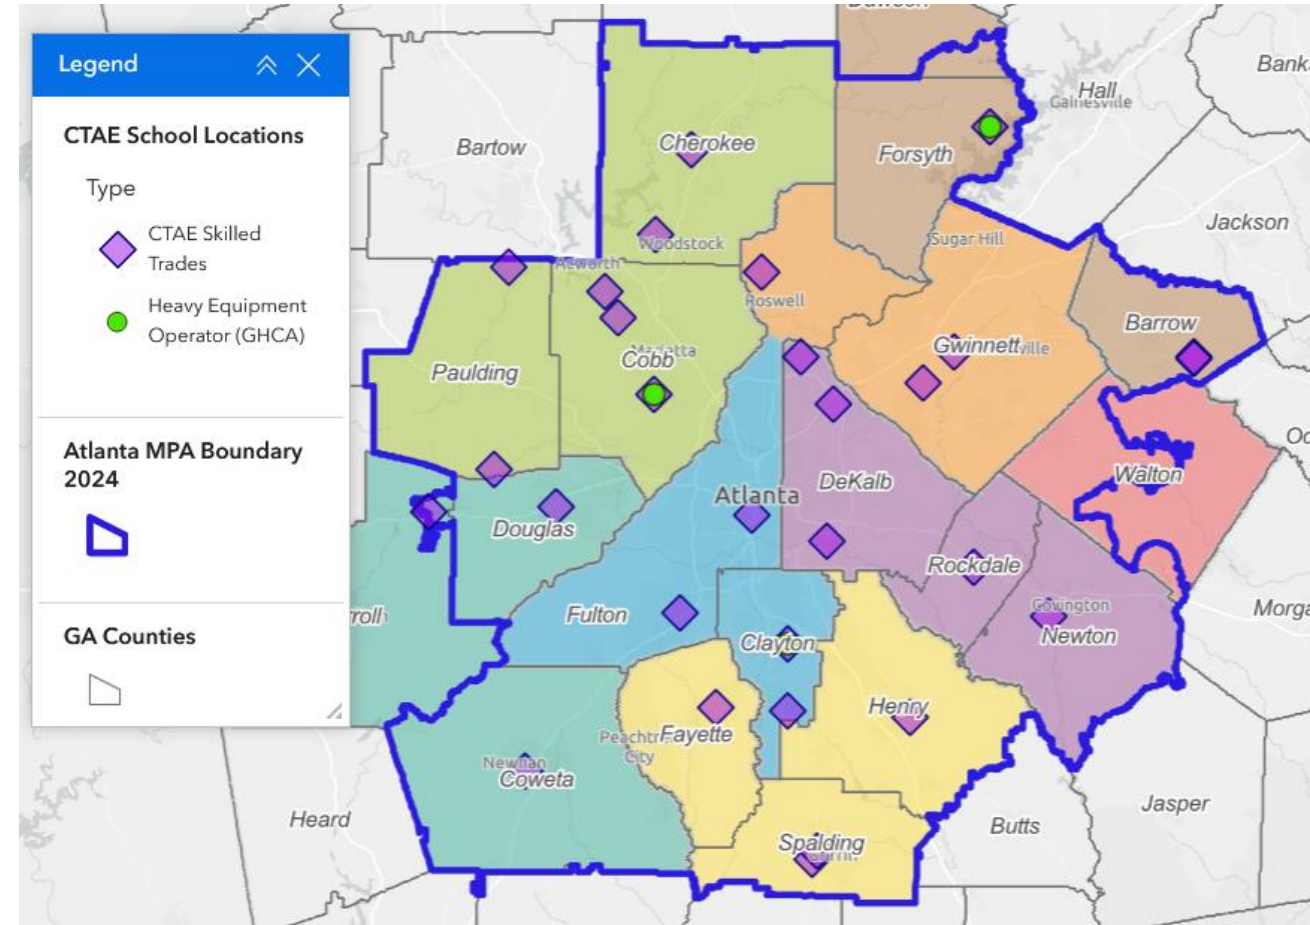 Legend
CTAE School Locations
Type
CTAE Skilled
Trades
Heavy Equipment
Operator (GHCA)
Atlanta MPA Boundary
2024
GA Counties
Hall
Gainesville
Bartow
Cherokee
Forsyth
Jackson
Woodstock
Sugar Hill
Acworth
Roswell
Barrow
Gwinnett
Cobb
Paulding
Walton
Atlanta
DeKalb
Douglas
Rockdale
Covington
Newton
Fulton
Clayton
Henry
Fayette
City
Newnan
Coweta
Heard
Spalding
Butts
Jasper